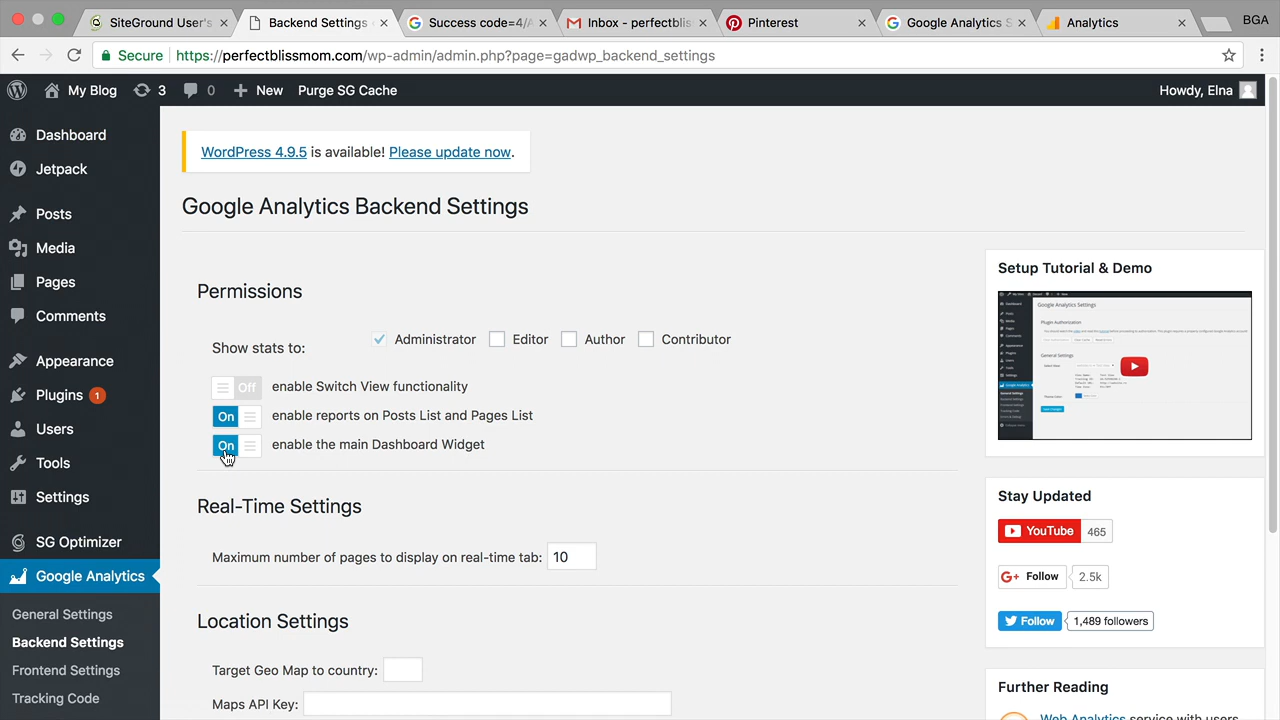 SiteGround User's
Backend Settings
Success code=4/
Inbox - perfectblis
Pinterest
Google Analytics S
Analytics
BGA
Secure
https://perfectblissmom.com/wp-admin/admin.php?page=gadwp_backend_settings
My Blog
3
0
New
Purge SG Cache
Howdy, Elna
Dashboard
Jetpack
Posts
Media
Pages
Comments
Appearance
Plugins 1
Users
Tools
Settings
SG Optimizer
Google Analytics
General Settings
Backend Settings
Frontend Settings
Tracking Code
WordPress 4.9.5 is available! Please update now.
Google Analytics Backend Settings
Permissions
Show stats to: Administrator Editor Author Contributor
Off enable Switch View functionality
On enable reports on Posts List and Pages List
On enable the main Dashboard Widget
Real-Time Settings
Maximum number of pages to display on real-time tab: 10
Location Settings
Target Geo Map to country:
Maps API Key:
Setup Tutorial & Demo
Google Analytics Settings
Plugin Authorization
General Settings
Stay Updated
YouTube 465
G+ Follow 2.5k
Follow 1,489 followers
Further Reading
Web Analytics service with users